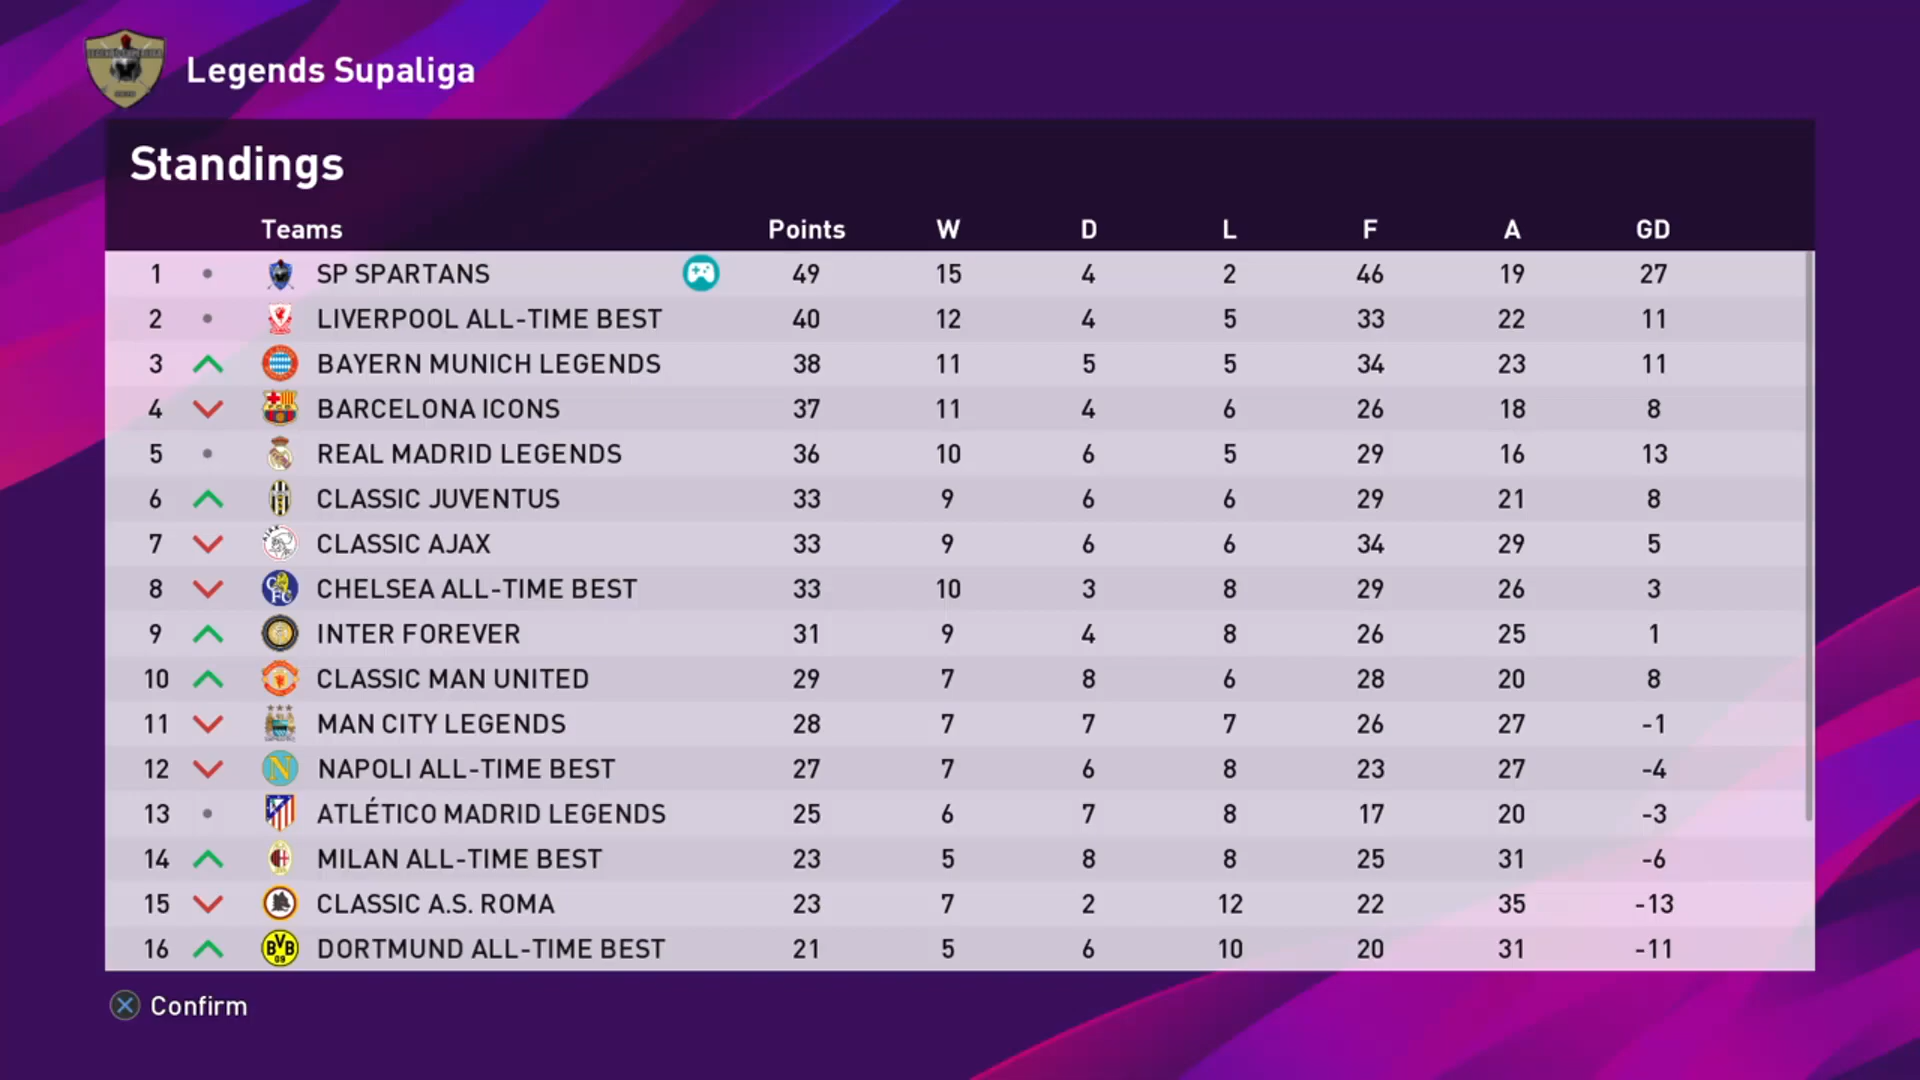 Legends Supaliga
Standings
Teams Points W D L F A GD
1 SP SPARTANS 49 15 4 2 46 19 27
2 LIVERPOOL ALL-TIME BEST 40 12 4 5 33 22 11
3 BAYERN MUNICH LEGENDS 38 11 5 5 34 23 11
4 BARCELONA ICONS 37 11 4 6 26 18 8
5 REAL MADRID LEGENDS 36 10 6 5 29 16 13
6 CLASSIC JUVENTUS 33 9 6 6 29 21 8
7 CLASSIC AJAX 33 9 6 6 34 29 5
8 CHELSEA ALL-TIME BEST 33 10 3 8 29 26 3
9 INTER FOREVER 31 9 4 8 26 25 1
10 CLASSIC MAN UNITED 29 7 8 6 28 20 8
11 MAN CITY LEGENDS 28 7 7 7 26 27 -1
12 NAPOLI ALL-TIME BEST 27 7 6 8 23 27 -4
13 ATLÉTICO MADRID LEGENDS 25 6 7 8 17 20 -3
14 MILAN ALL-TIME BEST 23 5 8 8 25 31 -6
15 CLASSIC A.S. ROMA 23 7 2 12 22 35 -13
16 DORTMUND ALL-TIME BEST 21 5 6 10 20 31 -11
Confirm